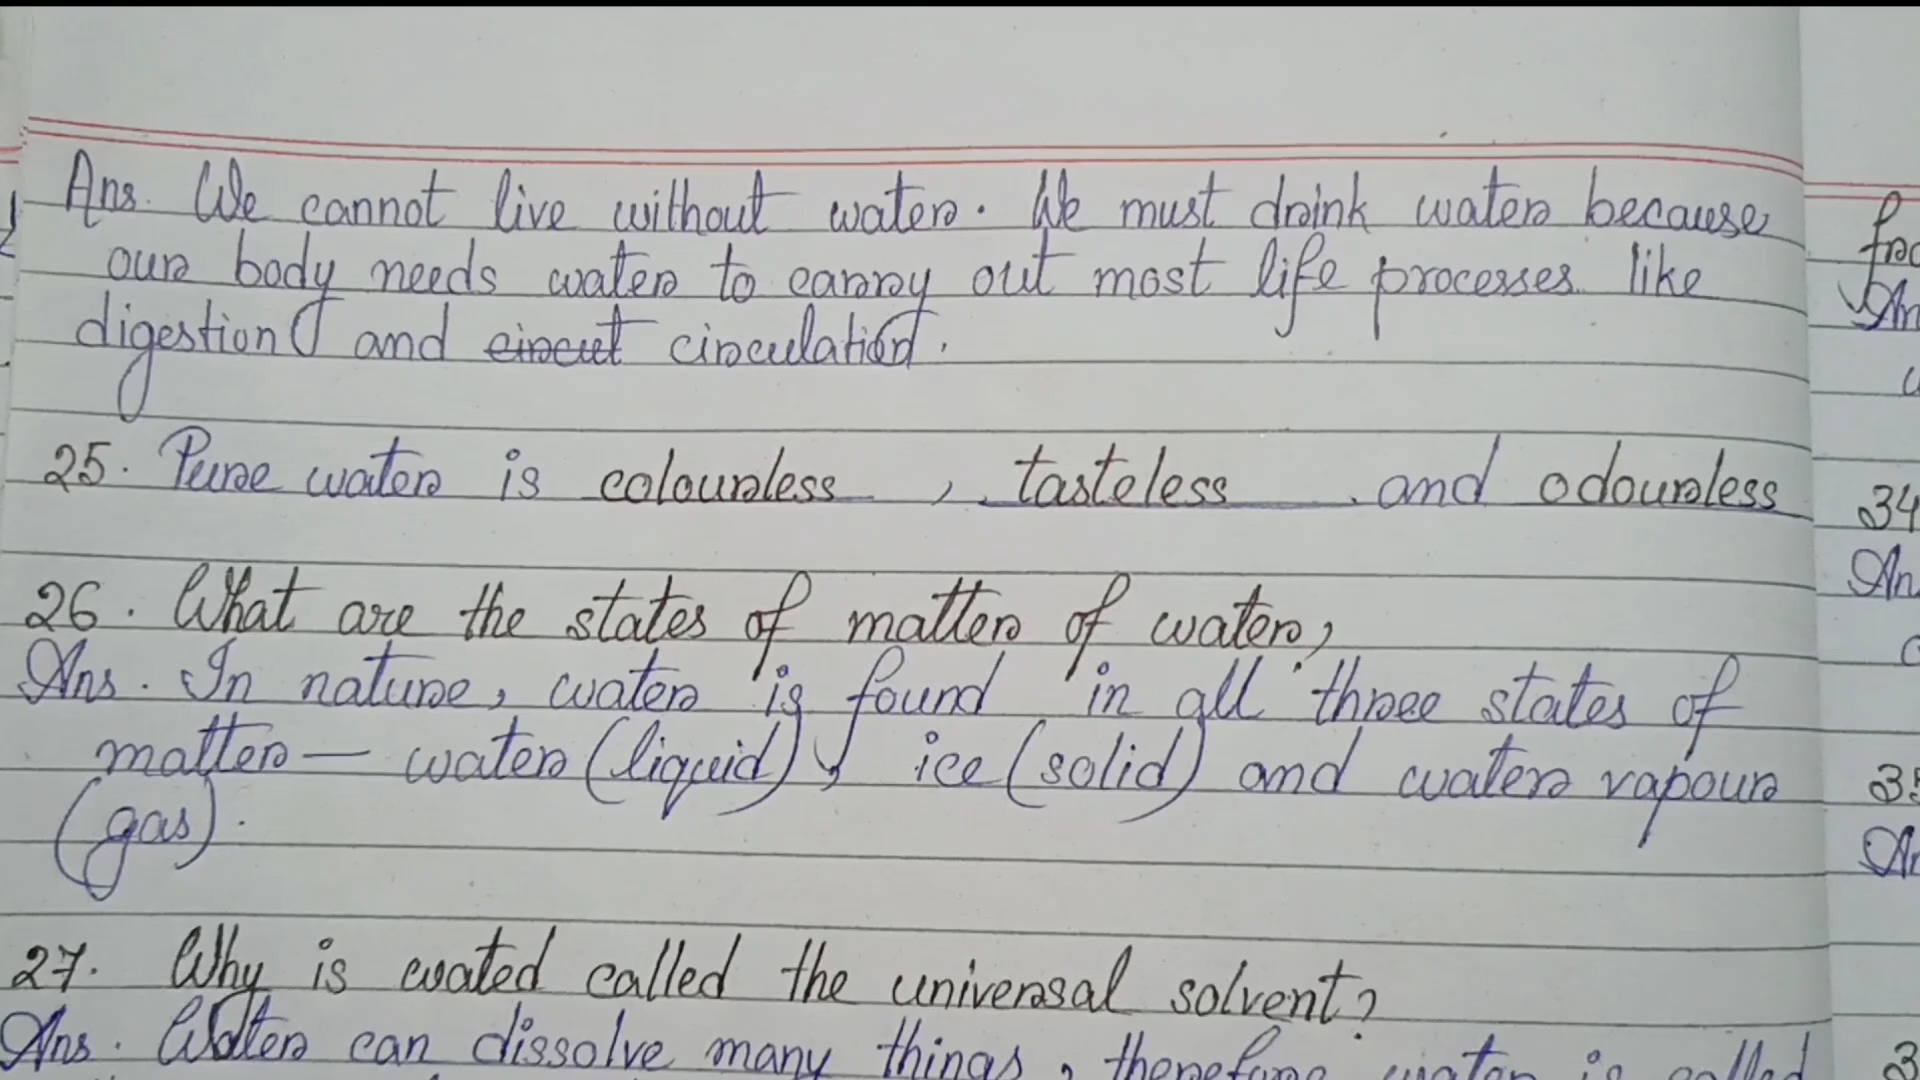 Ans. We cannot live without water. We must drink water because
our body needs water to carry out most life processes like
digestion and circut circulation.
25. Pure water is colourless, tasteless and odourless
26. What are the states of matter of water?
Ans. In nature, water is found in all three states of
matter — water (liquid), ice (solid) and water vapour
(gas).
27. Why is wated called the universal solvent?
Ans. Water can dissolve many things, therefore water is called
34